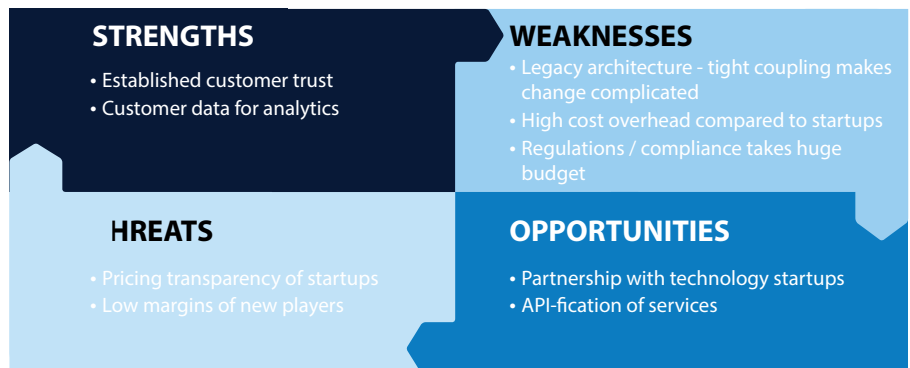 STRENGTHS
• Established customer trust
• Customer data for analytics
WEAKNESSES
• Legacy architecture - tight coupling makes
change complicated
• High cost overhead compared to startups
• Regulations / compliance takes huge
budget
HREATS
• Pricing transparency of startups
• Low margins of new players
OPPORTUNITIES
• Partnership with technology startups
• API-fication of services